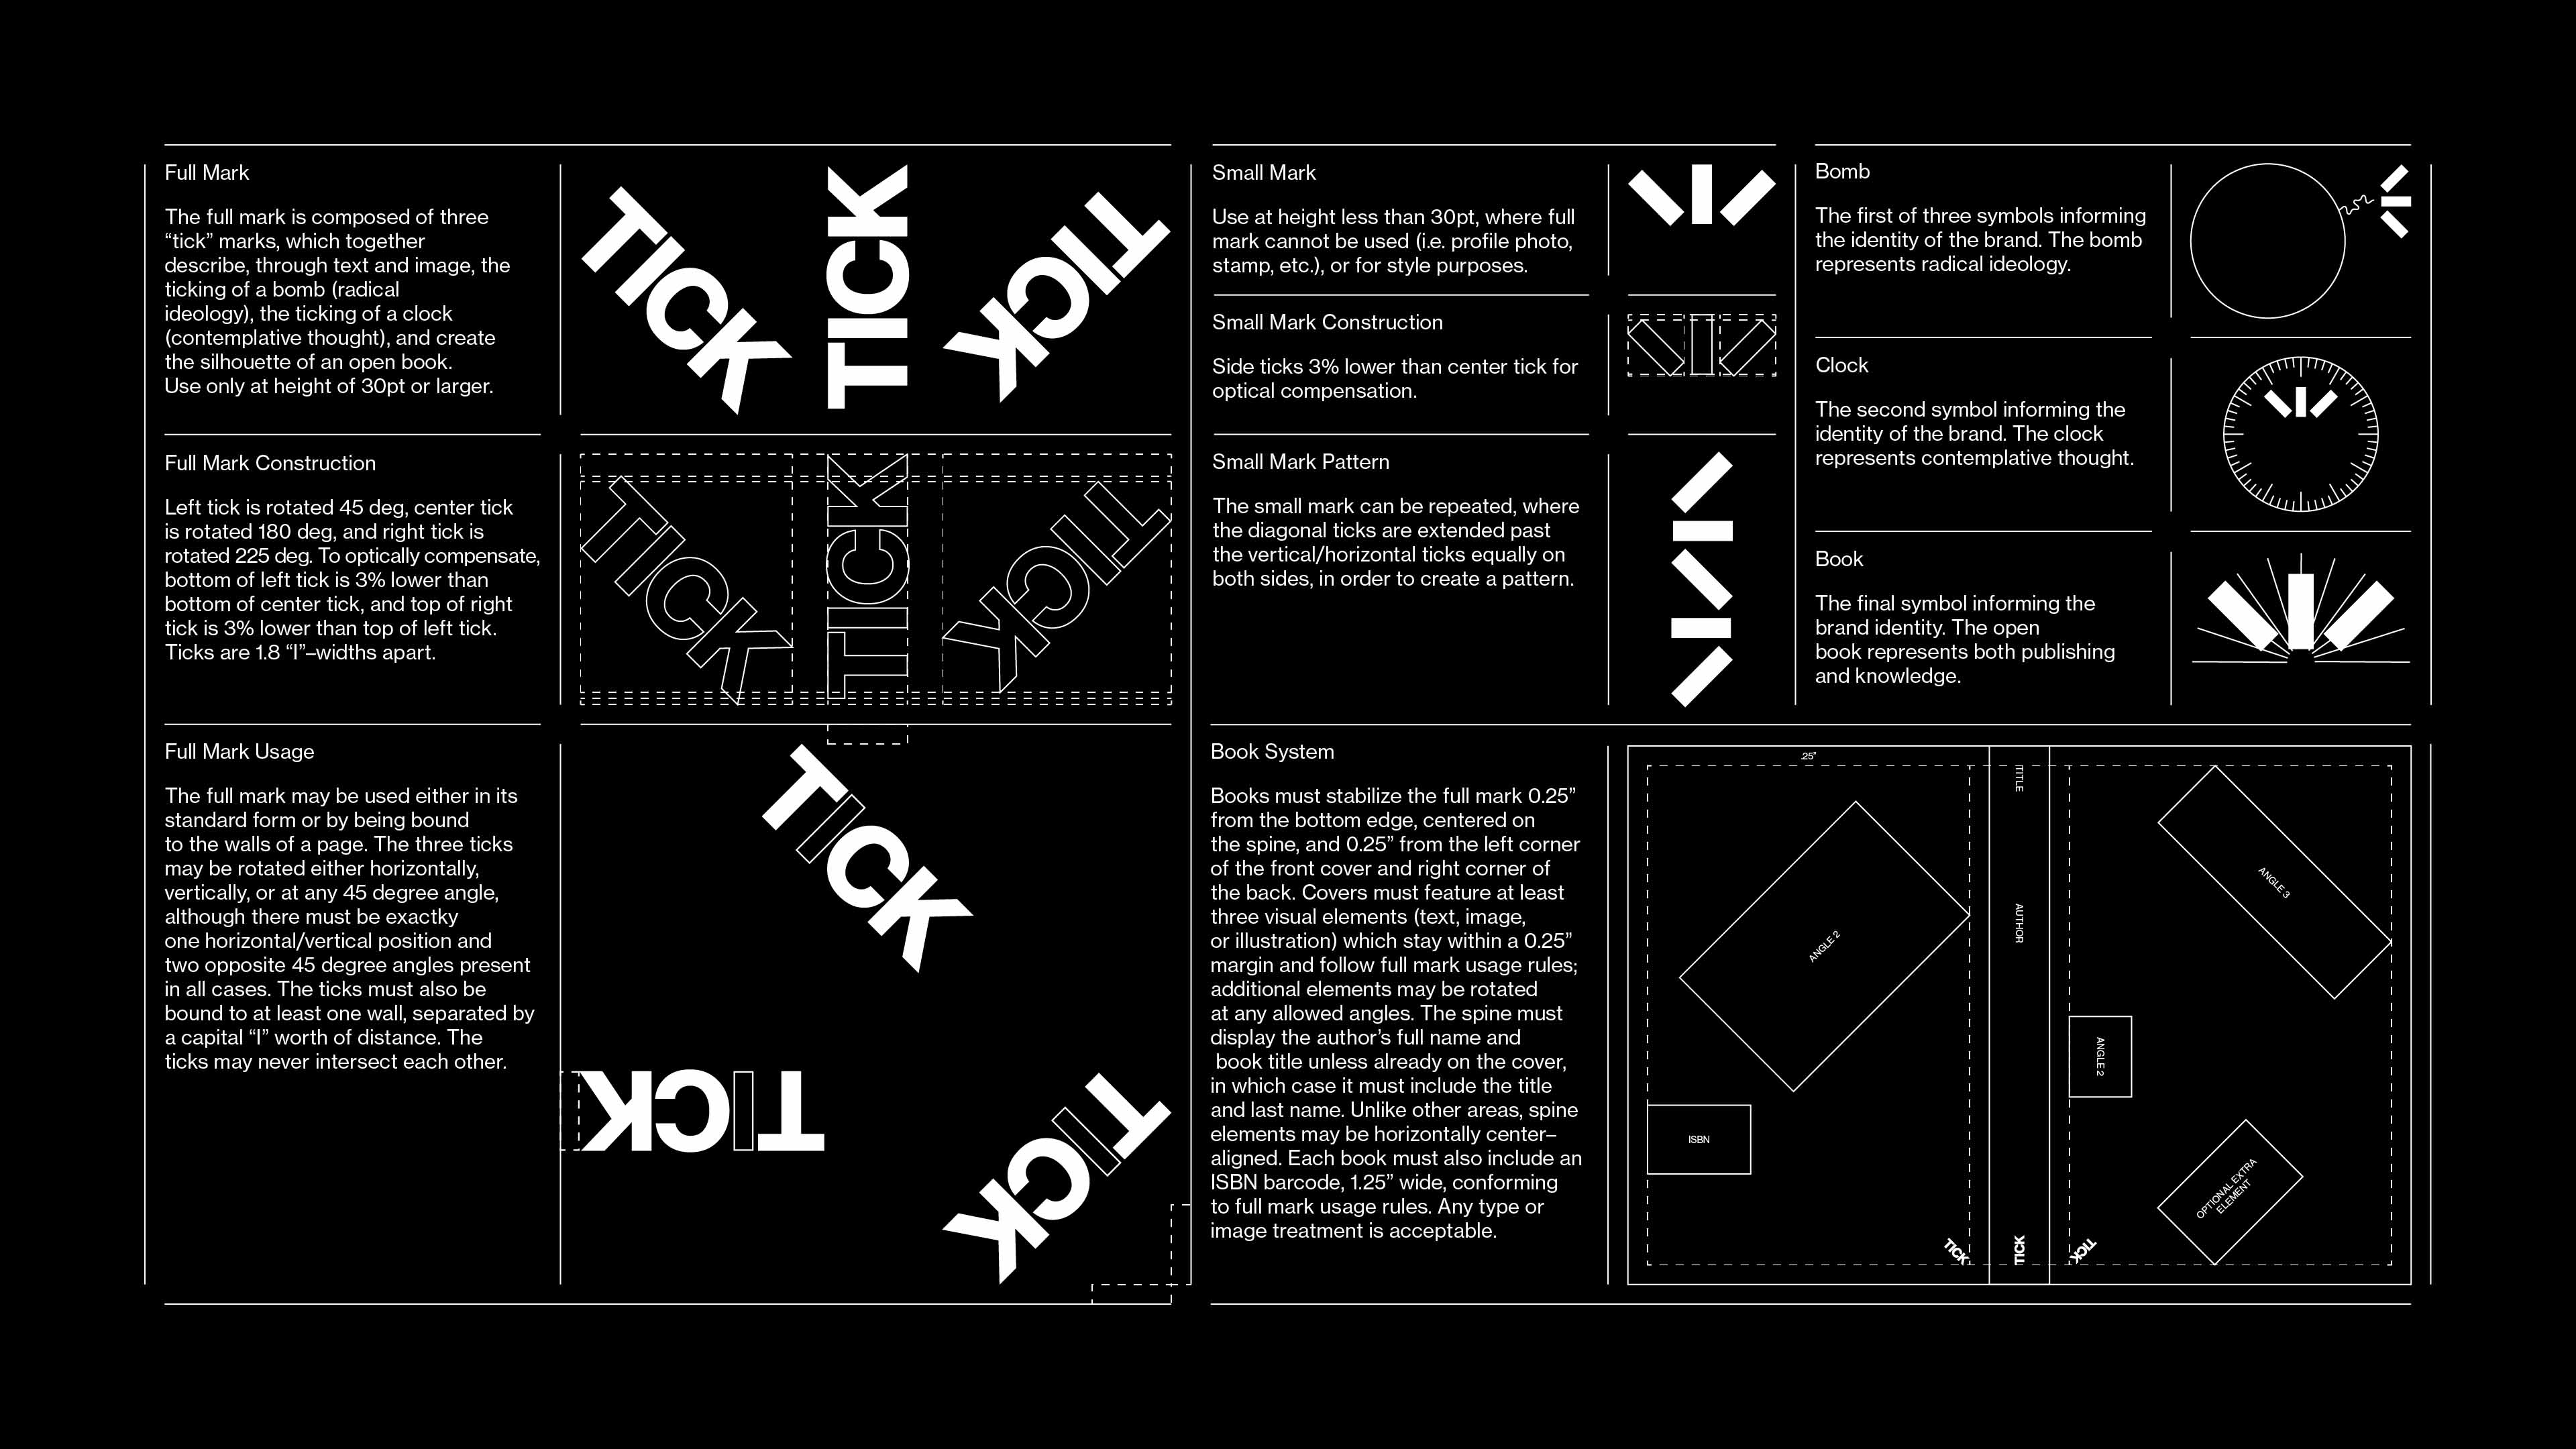 Full Mark
The full mark is composed of three
“tick” marks, which together
describe, through text and image, the
ticking of a bomb (radical
ideology), the ticking of a clock
(contemplative thought), and create
the silhouette of an open book.
Use only at height of 30pt or larger.
TICK
TICK
TICK
Full Mark Construction
Left tick is rotated 45 deg, center tick
is rotated 180 deg, and right tick is
rotated 225 deg. To optically compensate,
bottom of left tick is 3% lower than
bottom of center tick, and top of right
tick is 3% lower than top of left tick.
Ticks are 1.8 “I”–widths apart.
TICK
TICK
TICK
Full Mark Usage
The full mark may be used either in its
standard form or by being bound
to the walls of a page. The three ticks
may be rotated either horizontally,
vertically, or at any 45 degree angle,
although there must be exactky
one horizontal/vertical position and
two opposite 45 degree angles present
in all cases. The ticks must also be
bound to at least one wall, separated by
a capital “I” worth of distance. The
ticks may never intersect each other.
TICK
TICK
TICK
Small Mark
Use at height less than 30pt, where full
mark cannot be used (i.e. profile photo,
stamp, etc.), or for style purposes.
Small Mark Construction
Side ticks 3% lower than center tick for
optical compensation.
Small Mark Pattern
The small mark can be repeated, where
the diagonal ticks are extended past
the vertical/horizontal ticks equally on
both sides, in order to create a pattern.
Bomb
The first of three symbols informing
the identity of the brand. The bomb
represents radical ideology.
Clock
The second symbol informing the
identity of the brand. The clock
represents contemplative thought.
Book
The final symbol informing the
brand identity. The open
book represents both publishing
and knowledge.
Book System
Books must stabilize the full mark 0.25”
from the bottom edge, centered on
the spine, and 0.25” from the left corner
of the front cover and right corner of
the back. Covers must feature at least
three visual elements (text, image,
or illustration) which stay within a 0.25”
margin and follow full mark usage rules;
additional elements may be rotated
at any allowed angles. The spine must
display the author’s full name and
book title unless already on the cover,
in which case it must include the title
and last name. Unlike other areas, spine
elements may be horizontally center–
aligned. Each book must also include an
ISBN barcode, 1.25” wide, conforming
to full mark usage rules. Any type or
image treatment is acceptable.
.25”
ANGLE 2
ISBN
TICK
TITLE
AUTHOR
TICK
ANGLE 3
ANGLE 2
OPTIONAL EXTRA
ELEMENT
TICK